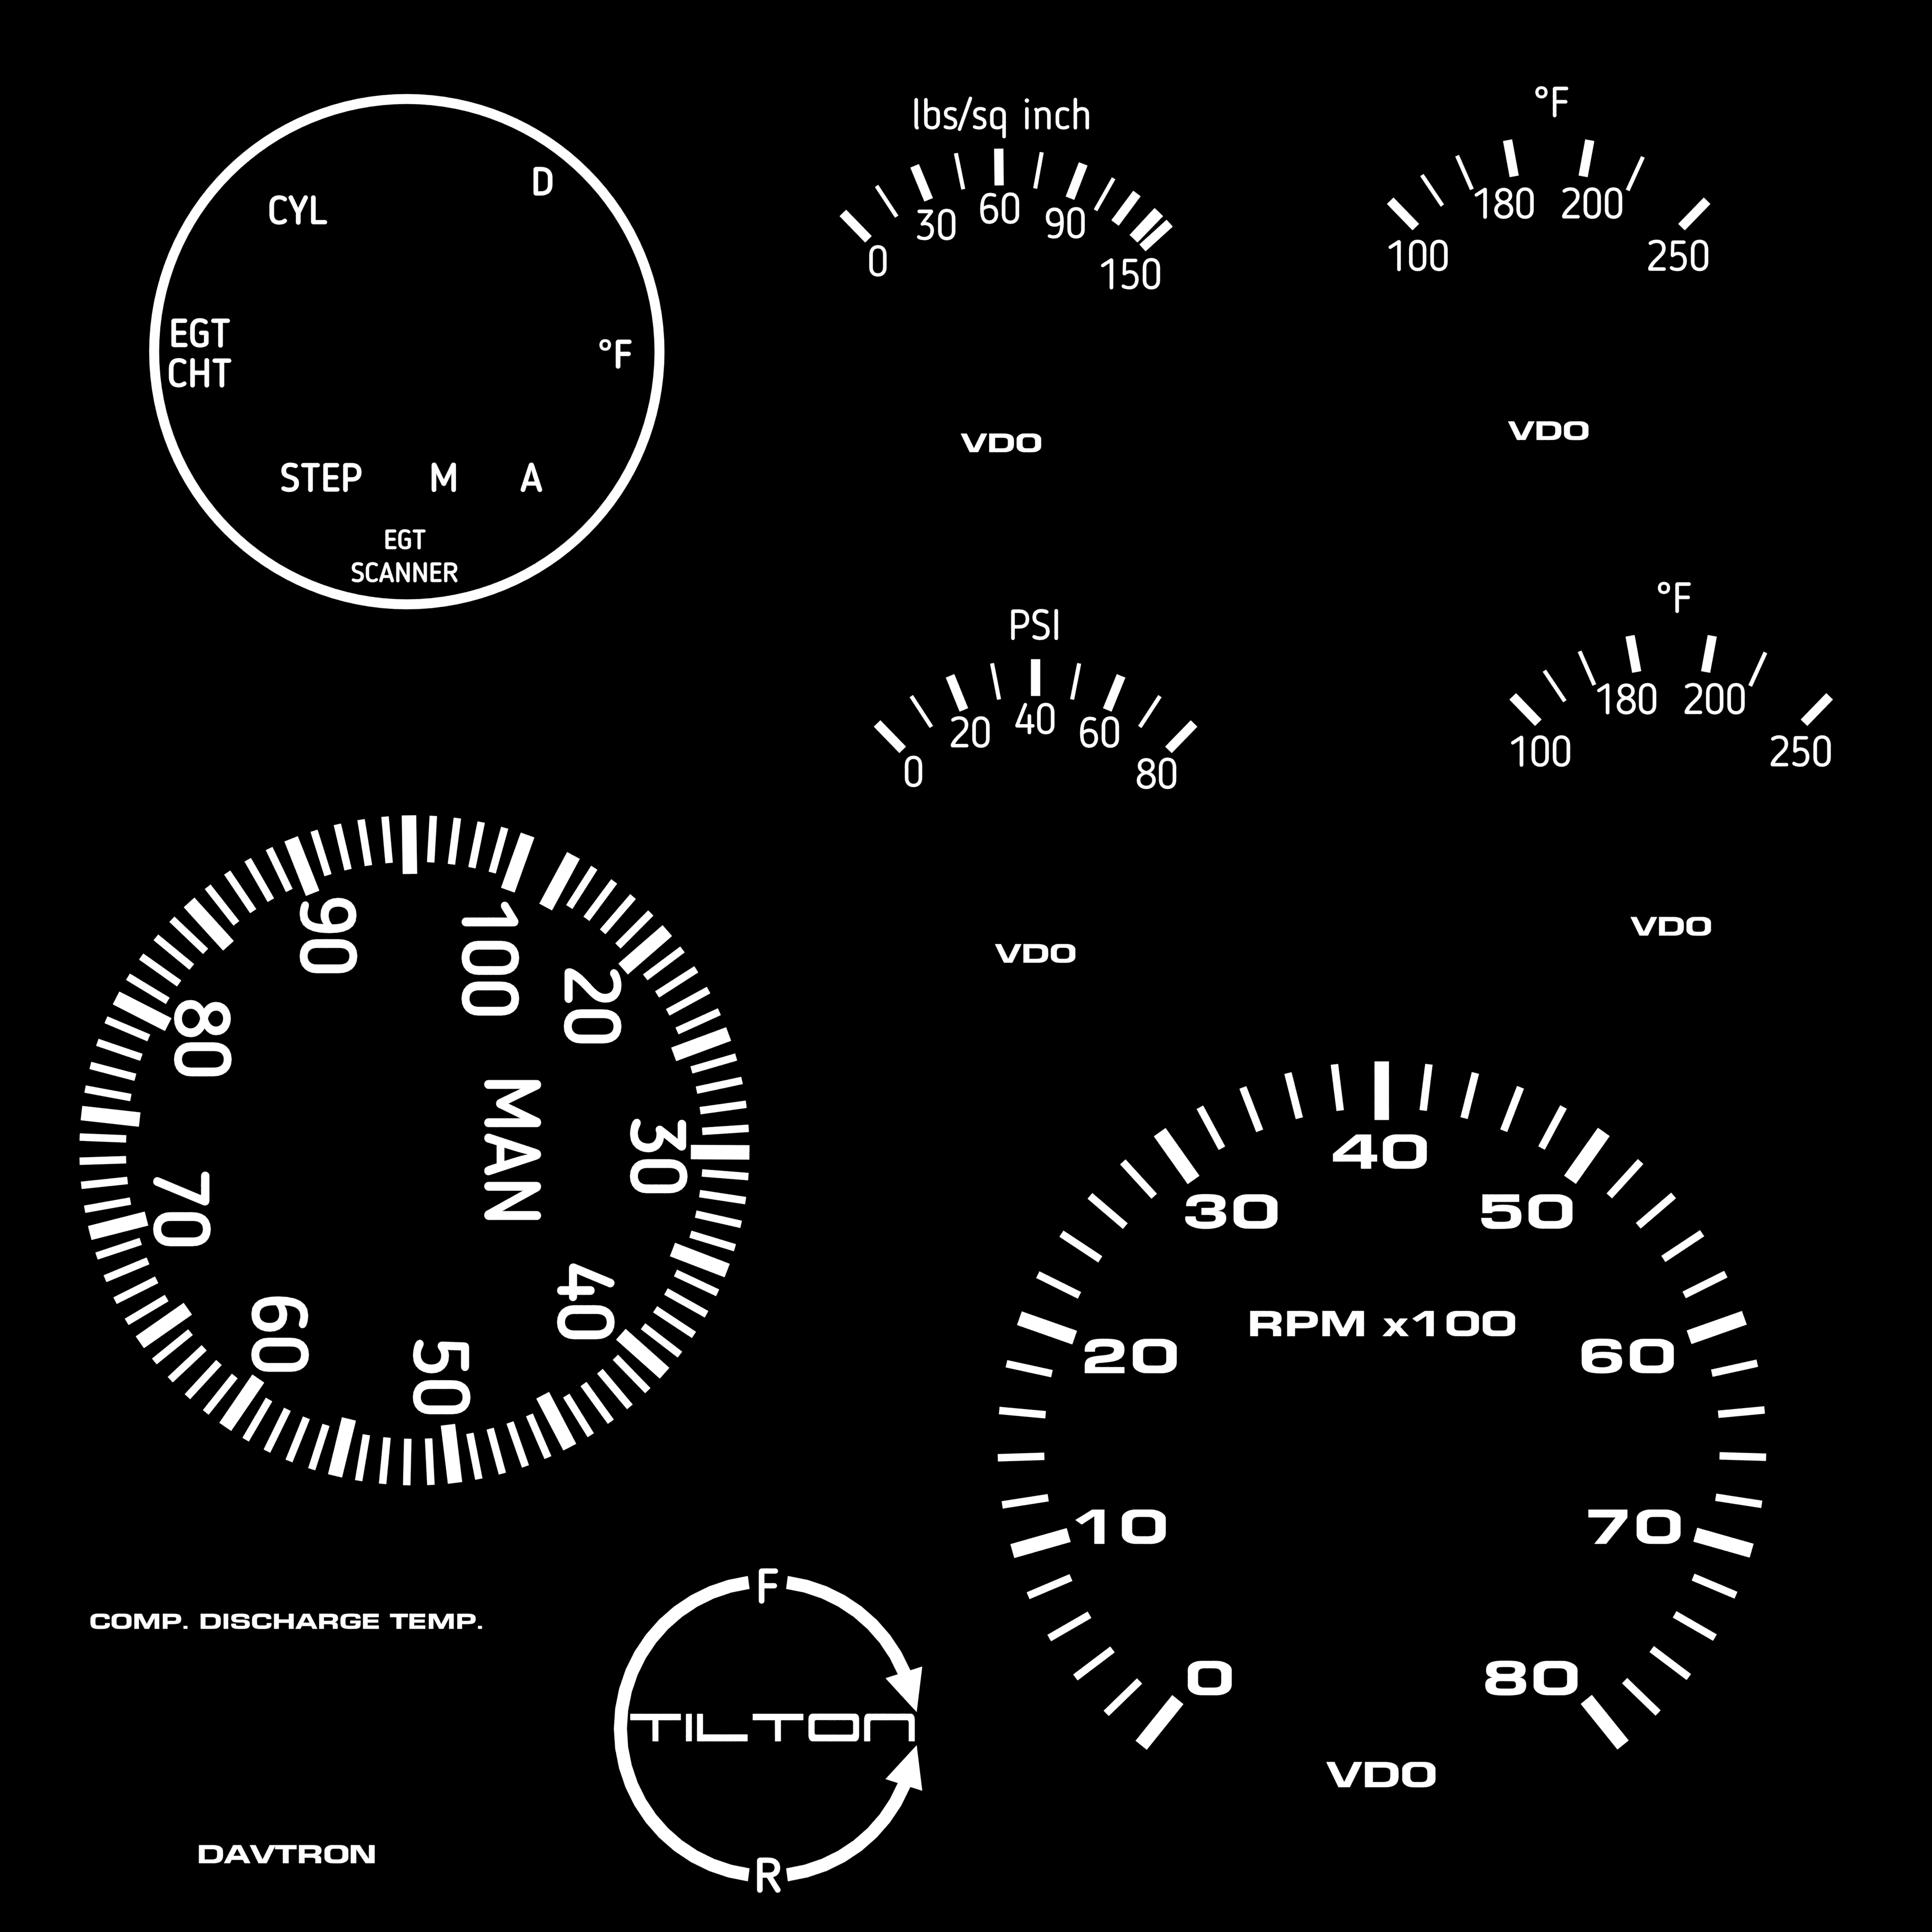 CYL
D
EGT
CHT
°F
STEP M A
EGT
SCANNER
lbs/sq inch
0 30 60 90 150
VDO
°F
100 180 200 250
VDO
PSI
0 20 40 60 80
VDO
°F
100 180 200 250
VDO
20 30 40 50 60 70 80 90 100
MAN
0 10 20 30 40 50 60 70 80
RPM x100
VDO
COMP. DISCHARGE TEMP.
DAVTRON
F
TILTON
R